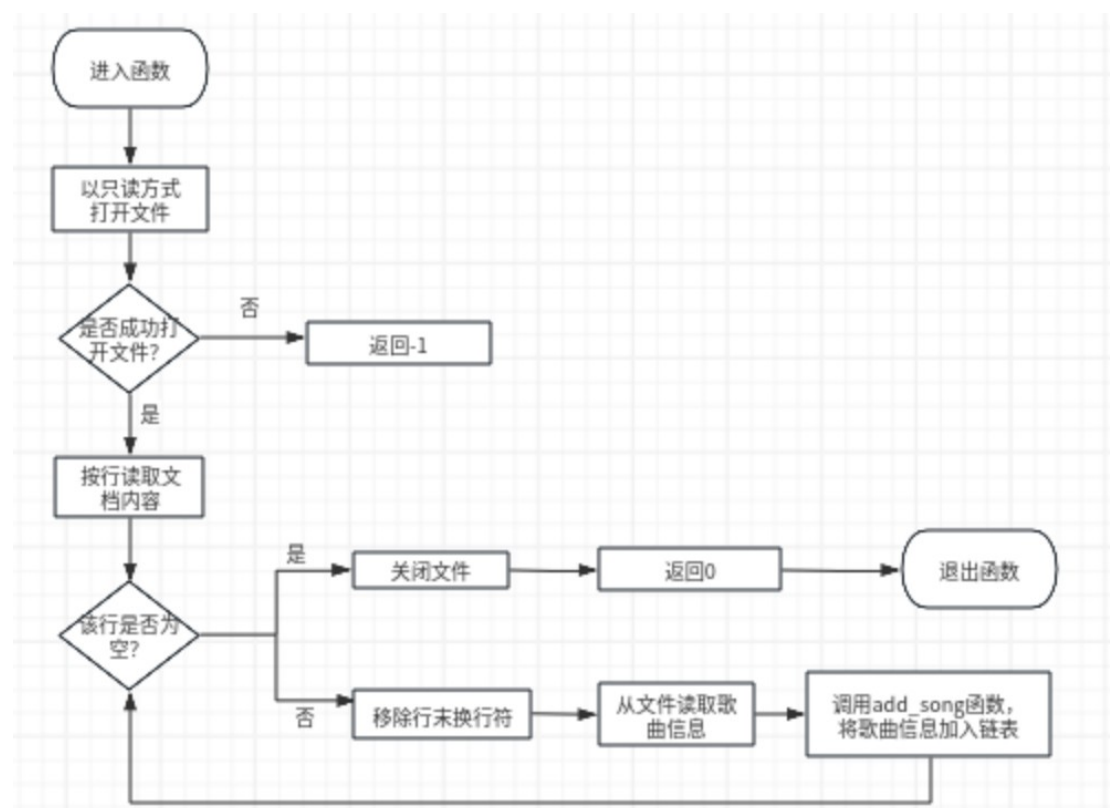 进入函数
以只读方式
打开文件
是否成功打
开文件?
否
返回-1
是
按行读取文
档内容
该行是否为
空?
是
关闭文件
返回0
退出函数
否
移除行末换行符
从文件读取歌
曲信息
调用add_song函数，
将歌曲信息加入链表